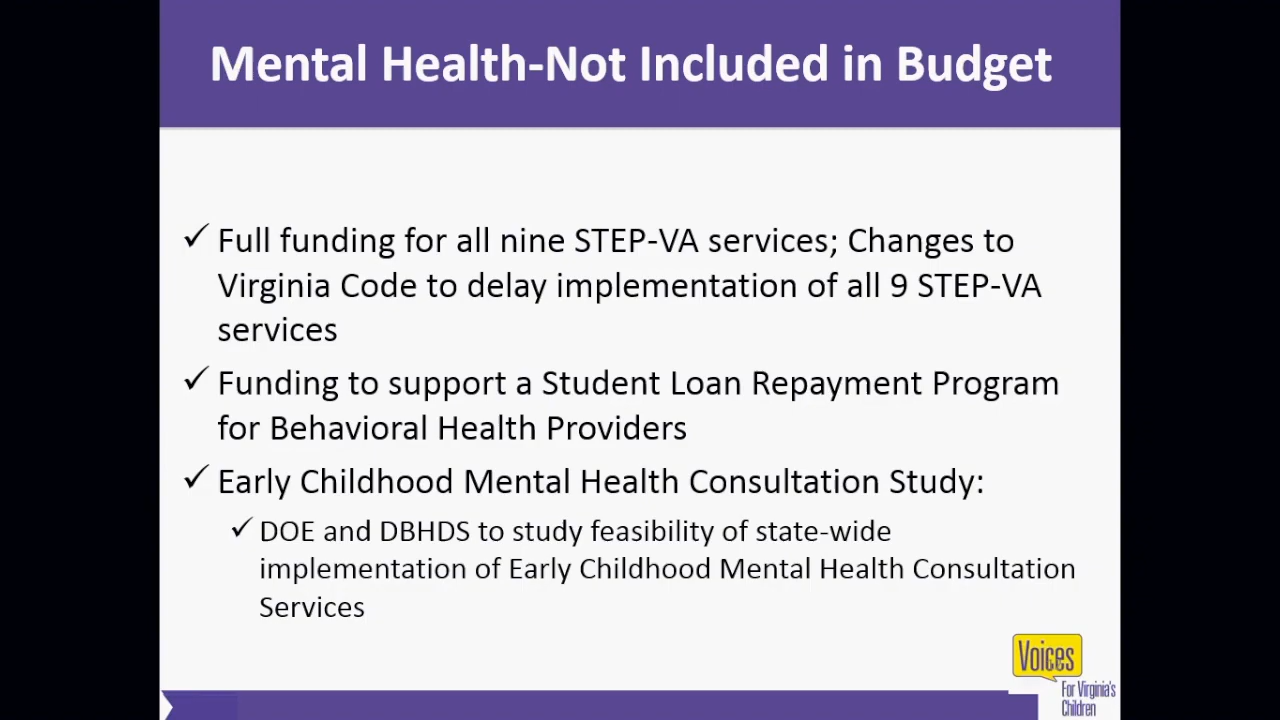 Mental Health-Not Included in Budget
Full funding for all nine STEP-VA services; Changes to
Virginia Code to delay implementation of all 9 STEP-VA
services
Funding to support a Student Loan Repayment Program
for Behavioral Health Providers
Early Childhood Mental Health Consultation Study:
DOE and DBHDS to study feasibility of state-wide
implementation of Early Childhood Mental Health Consultation
Services
Voices
For Virginia's
Children